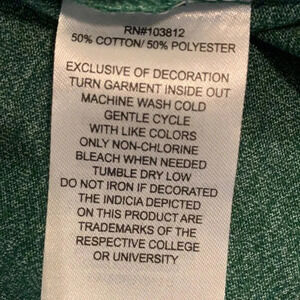 RN#103812
50% COTTON/ 50% POLYESTER
EXCLUSIVE OF DECORATION
TURN GARMENT INSIDE OUT
MACHINE WASH COLD
GENTLE CYCLE
WITH LIKE COLORS
ONLY NON-CHLORINE
BLEACH WHEN NEEDED
TUMBLE DRY LOW
DO NOT IRON IF DECORATED
THE INDICIA DEPICTED
ON THIS PRODUCT ARE
TRADEMARKS OF THE
RESPECTIVE COLLEGE
OR UNIVERSITY